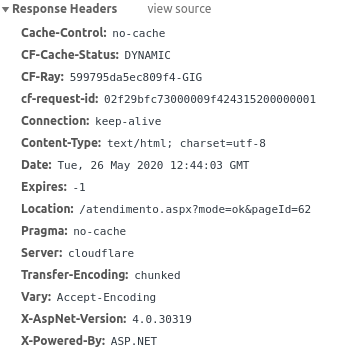 Response Headers view source
Cache-Control: no-cache
CF-Cache-Status: DYNAMIC
CF-Ray: 599795da5ec809f4-GIG
cf-request-id: 02f29bfc73000009f424315200000001
Connection: keep-alive
Content-Type: text/html; charset=utf-8
Date: Tue, 26 May 2020 12:44:03 GMT
Expires: -1
Location: /atendimento.aspx?mode=ok&pageId=62
Pragma: no-cache
Server: cloudflare
Transfer-Encoding: chunked
Vary: Accept-Encoding
X-AspNet-Version: 4.0.30319
X-Powered-By: ASP.NET